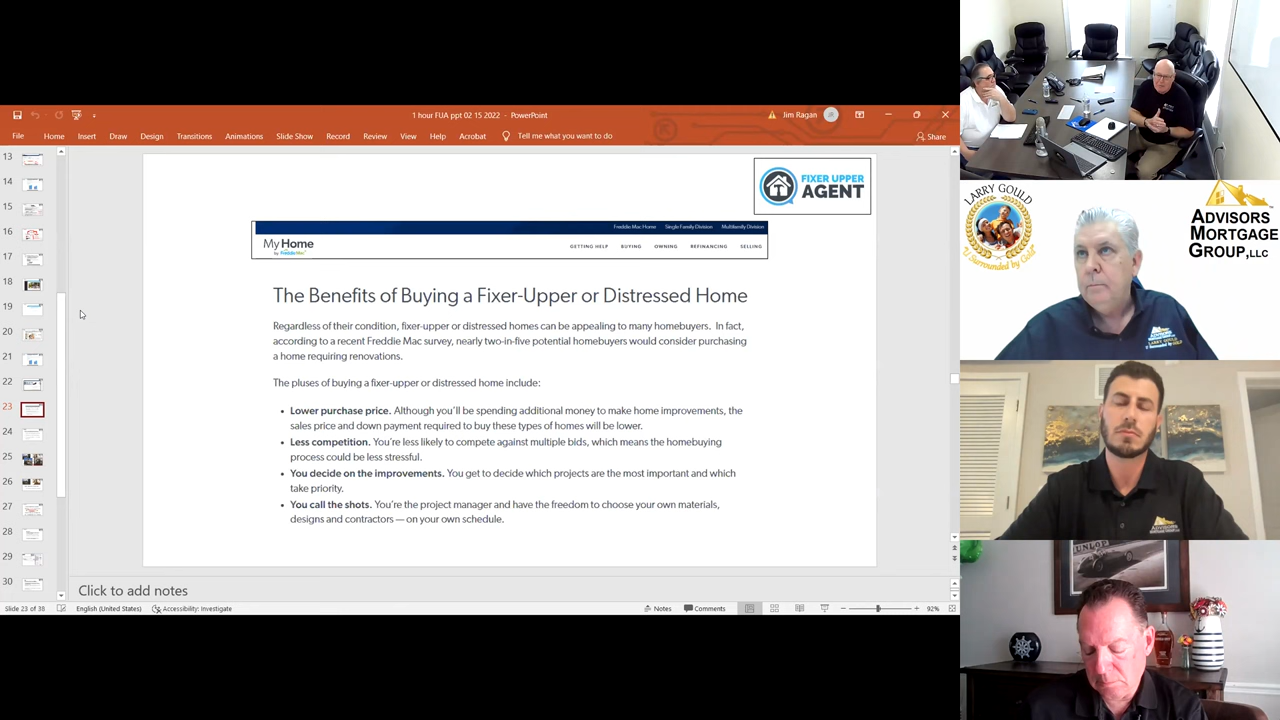 1 hour FUA ppt 02 15 2022 - PowerPoint
Jim Ragan
File Home Insert Draw Design Transitions Animations Slide Show Record Review View Help Acrobat Tell me what you want to do
Share
13
14
15
18
20
21
22
23
29
30
FIXER UPPER
AGENT
Freddie Mac Home Single Family Division Multifamily Division
My Home
by Freddie Mac
GETTING HELP BUYING OWNING REFINANCING SELLING
The Benefits of Buying a Fixer-Upper or Distressed Home
Regardless of their condition, fixer-upper or distressed homes can be appealing to many homebuyers. In fact,
according to a recent Freddie Mac survey, nearly two-in-five potential homebuyers would consider purchasing
a home requiring renovations.
The pluses of buying a fixer-upper or distressed home include:
• Lower purchase price. Although you'll be spending additional money to make home improvements, the
sales price and down payment required to buy these types of homes will be lower.
• Less competition. You're less likely to compete against multiple bids, which means the homebuying
process could be less stressful.
• You decide on the improvements. You get to decide which projects are the most important and which
take priority.
• You call the shots. You're the project manager and have the freedom to choose your own materials,
designs and contractors — on your own schedule.
Click to add notes
Slide 23 of 38 English (United States) Accessibility: Investigate Notes Comments 92%
LARRY GOULD
U Surrounded by Gold
ADVISORS
MORTGAGE
GROUP, LLC
LARRY GOULD
ADVISORS
UNLOP